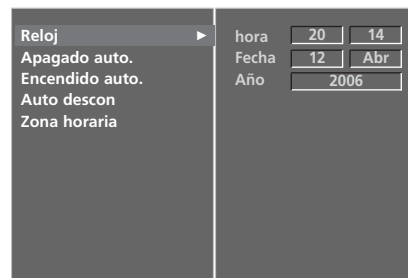 Reloj ►
Apagado auto.
Encendido auto.
Auto descon
Zona horaria
hora 20 14
Fecha 12 Abr
Año 2006